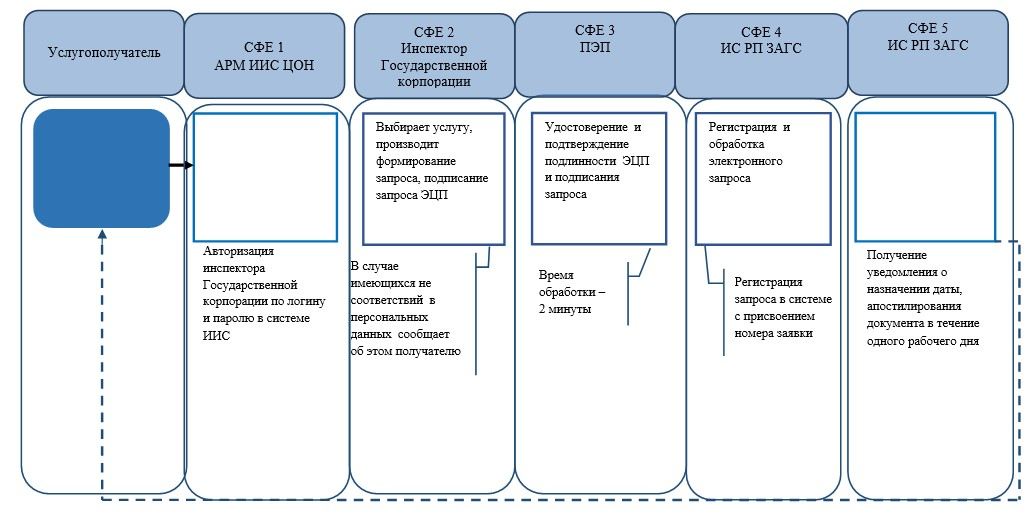 Услугополучатель
СФЕ 1
АРМ ИИС ЦОН
СФЕ 2
Инспектор
Государственной
корпорации
СФЕ 3
ПЭП
СФЕ 4
ИС РП ЗАГС
СФЕ 5
ИС РП ЗАГС
Авторизация
инспектора
Государственной
корпорации по логину
и паролю в системе
ИИС
Выбирает услугу,
производит
формирование
запроса, подписание
запроса ЭЦП
В случае
имеющихся не
соответствий в
персональных
данных сообщает
об этом получателю
Удостоверение и
подтверждение
подлинности ЭЦП
и подписания
запроса
Время
обработки –
2 минуты
Регистрация и
обработка
электронного
запроса
Регистрация
запроса в системе
с присвоением
номера заявки
Получение
уведомления о
назначении даты,
апостилирования
документа в течение
одного рабочего дня